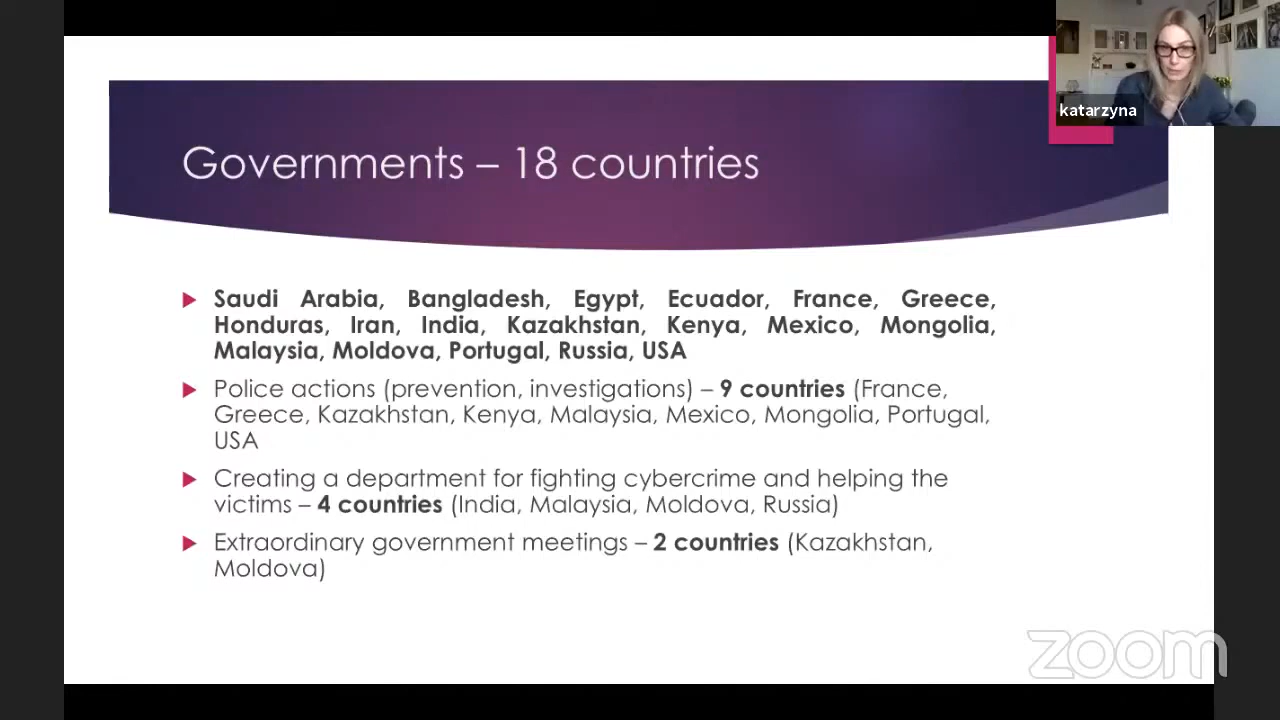 katarzyna
Governments – 18 countries
Saudi Arabia, Bangladesh, Egypt, Ecuador, France, Greece,
Honduras, Iran, India, Kazakhstan, Kenya, Mexico, Mongolia,
Malaysia, Moldova, Portugal, Russia, USA
Police actions (prevention, investigations) – 9 countries (France,
Greece, Kazakhstan, Kenya, Malaysia, Mexico, Mongolia, Portugal,
USA
Creating a department for fighting cybercrime and helping the
victims – 4 countries (India, Malaysia, Moldova, Russia)
Extraordinary government meetings – 2 countries (Kazakhstan,
Moldova)
zoom